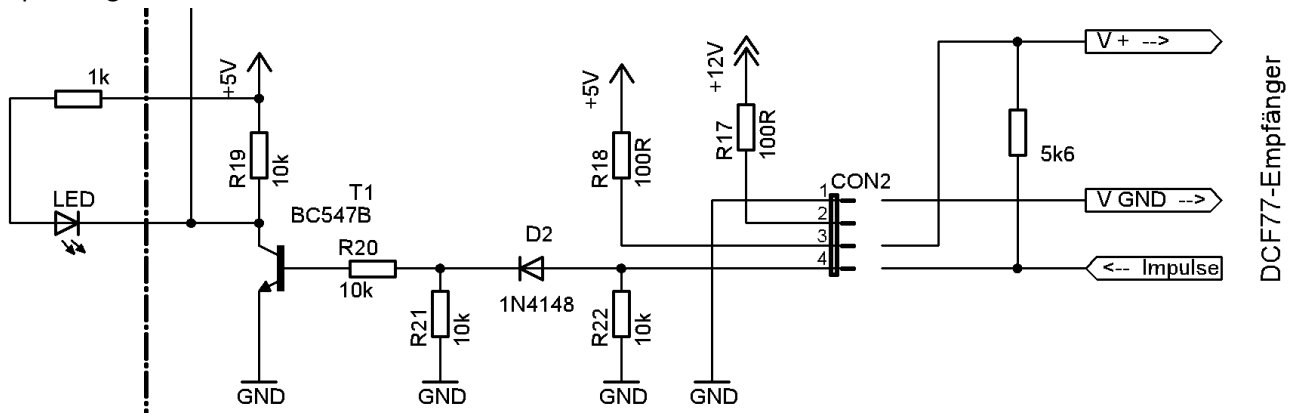 1k
+5V
R19
10k
LED
T1
BC547B
R20
10k
R21
10k
D2
1N4148
+5V
R18
100R
R22
10k
+12V
R17
100R
CON2
1
2
3
4
5k6
V + -->
V GND -->
<-- Impulse
DCF77-Empfänger
GND
GND
GND
GND